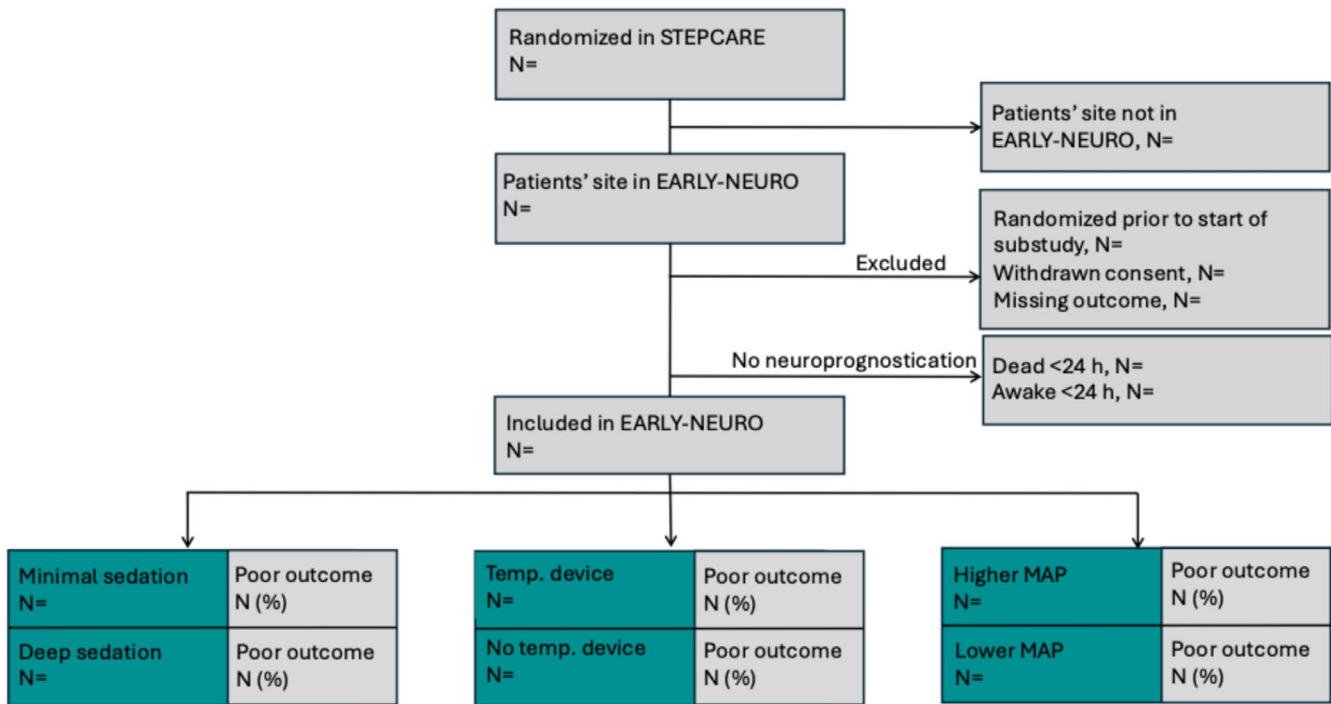 Randomized in STEPCARE
N=
Patients’ site not in
EARLY-NEURO, N=
Patients’ site in EARLY-NEURO
N=
Randomized prior to start of
substudy, N=
Excluded
Withdrawn consent, N=
Missing outcome, N=
No neuroprognostication
Dead <24 h, N=
Awake <24 h, N=
Included in EARLY-NEURO
N=
Minimal sedation
N=
Poor outcome
N (%)
Deep sedation
N=
Poor outcome
N (%)
Temp. device
N=
Poor outcome
N (%)
No temp. device
N=
Poor outcome
N (%)
Higher MAP
N=
Poor outcome
N (%)
Lower MAP
N=
Poor outcome
N (%)